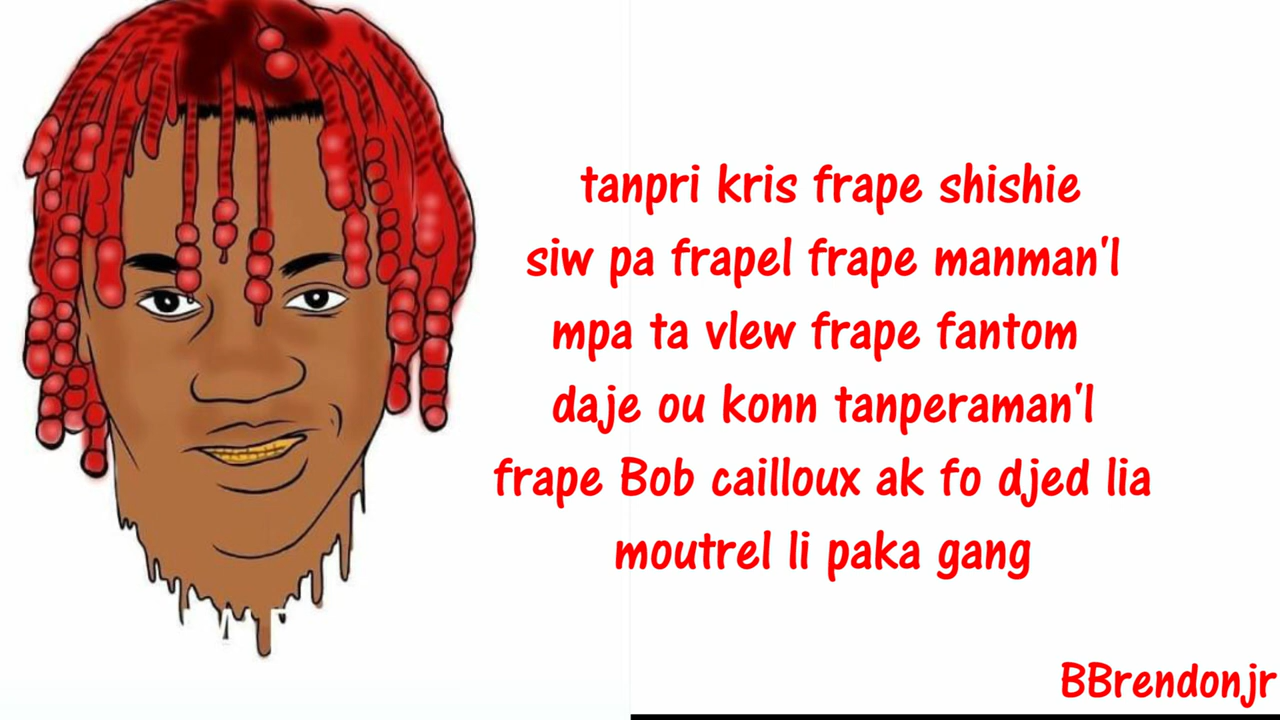 tanpri kris frape shishie
siw pa frapel frape manman'l
mpa ta vlew frape fantom
daje ou konn tanperaman'l
frape Bob cailloux ak fo djed lia
moutrel li paka gang
BBrendonjr